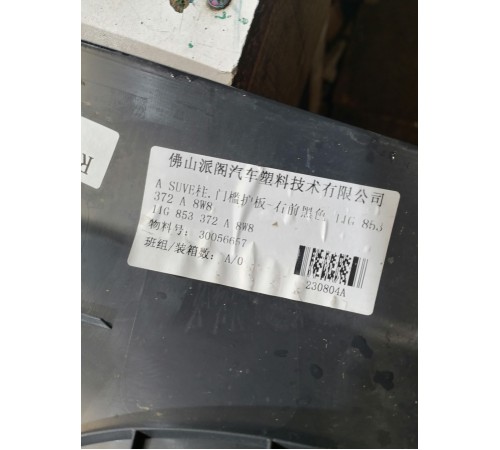 佛山派阁汽车塑料技术有限公司
A SUVE柱.门槛护板-右前黑色 11G 853
372 A 8W8
11G 853 372 A 8W8
物料号: 30056657
班组/装箱数: A/0
230804A